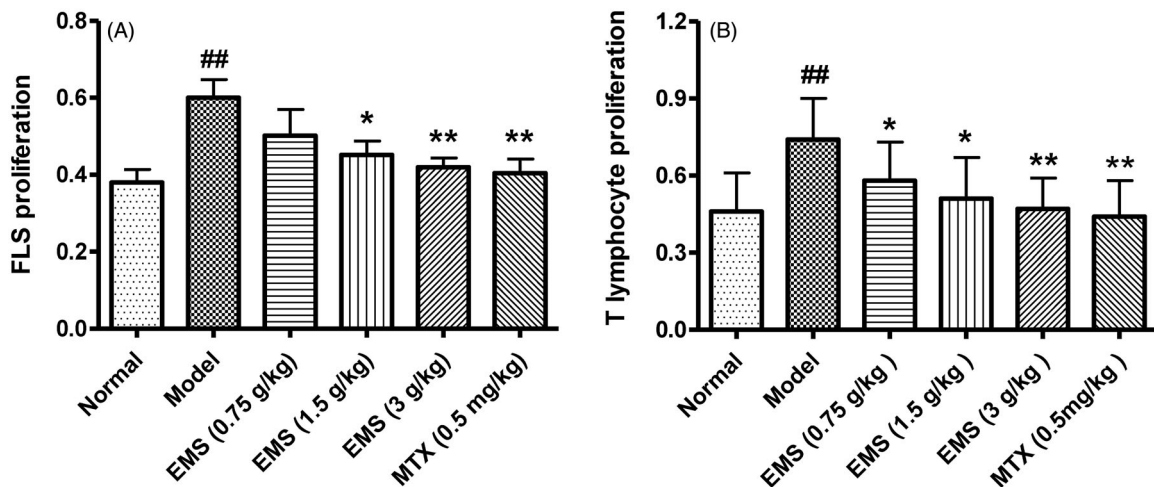 (A)
FLS proliferation
0.8
0.6
0.4
0.2
0.0
##
*
**
**
Normal
Model
EMS (0.75 g/kg)
EMS (1.5 g/kg)
EMS (3 g/kg)
MTX (0.5 mg/kg)
(B)
T lymphocyte proliferation
1.2
0.9
0.6
0.3
0.0
##
*
*
**
**
Normal
Model
EMS (0.75 g/kg )
EMS (1.5 g/kg )
EMS (3 g/kg )
MTX (0.5mg/kg )